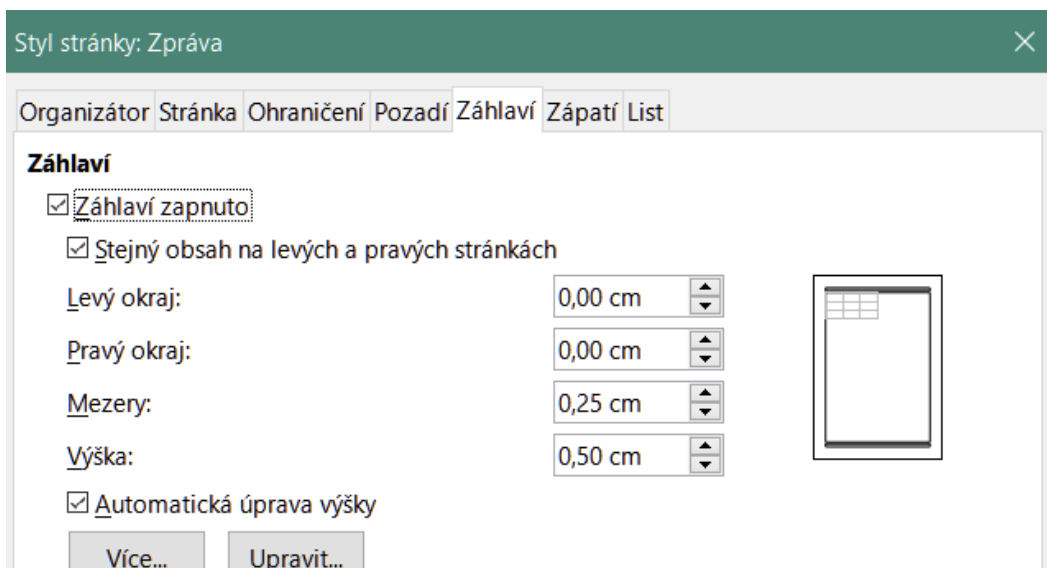 Styl stránky: Zpráva
Organizátor Stránka Ohraničení Pozadí Záhlaví Zápatí List
Záhlaví
Záhlaví zapnuto
Stejný obsah na levých a pravých stránkách
Levý okraj: 0,00 cm
Pravý okraj: 0,00 cm
Mezery: 0,25 cm
Výška: 0,50 cm
Automatická úprava výšky
Více... Upravit...